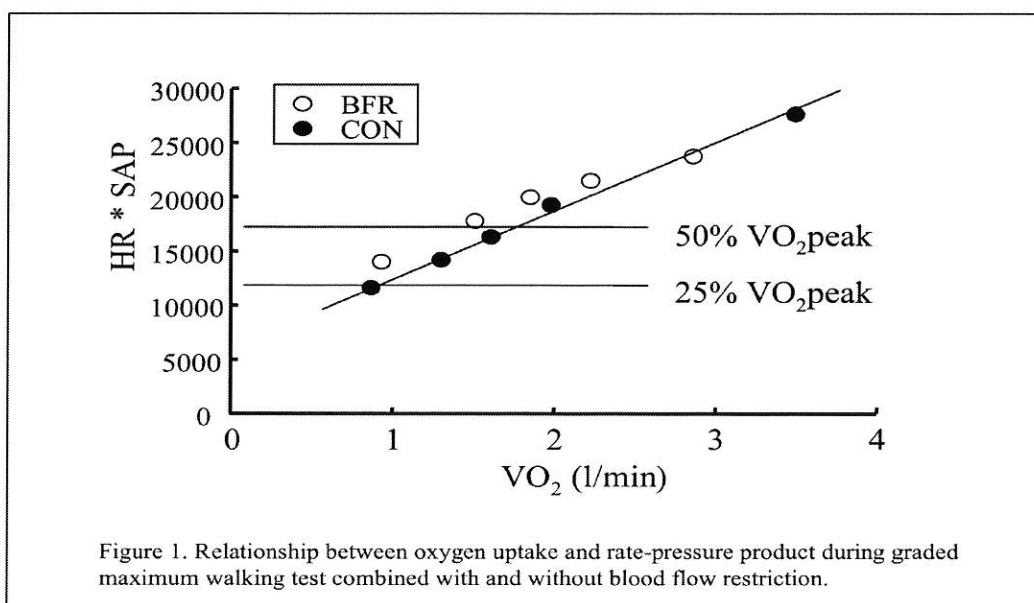 30000
25000
20000
15000
10000
5000
0
HR * SAP
BFR
CON
50% VO₂peak
25% VO₂peak
0 1 2 3 4
VO₂ (l/min)
Figure 1. Relationship between oxygen uptake and rate-pressure product during graded
maximum walking test combined with and without blood flow restriction.